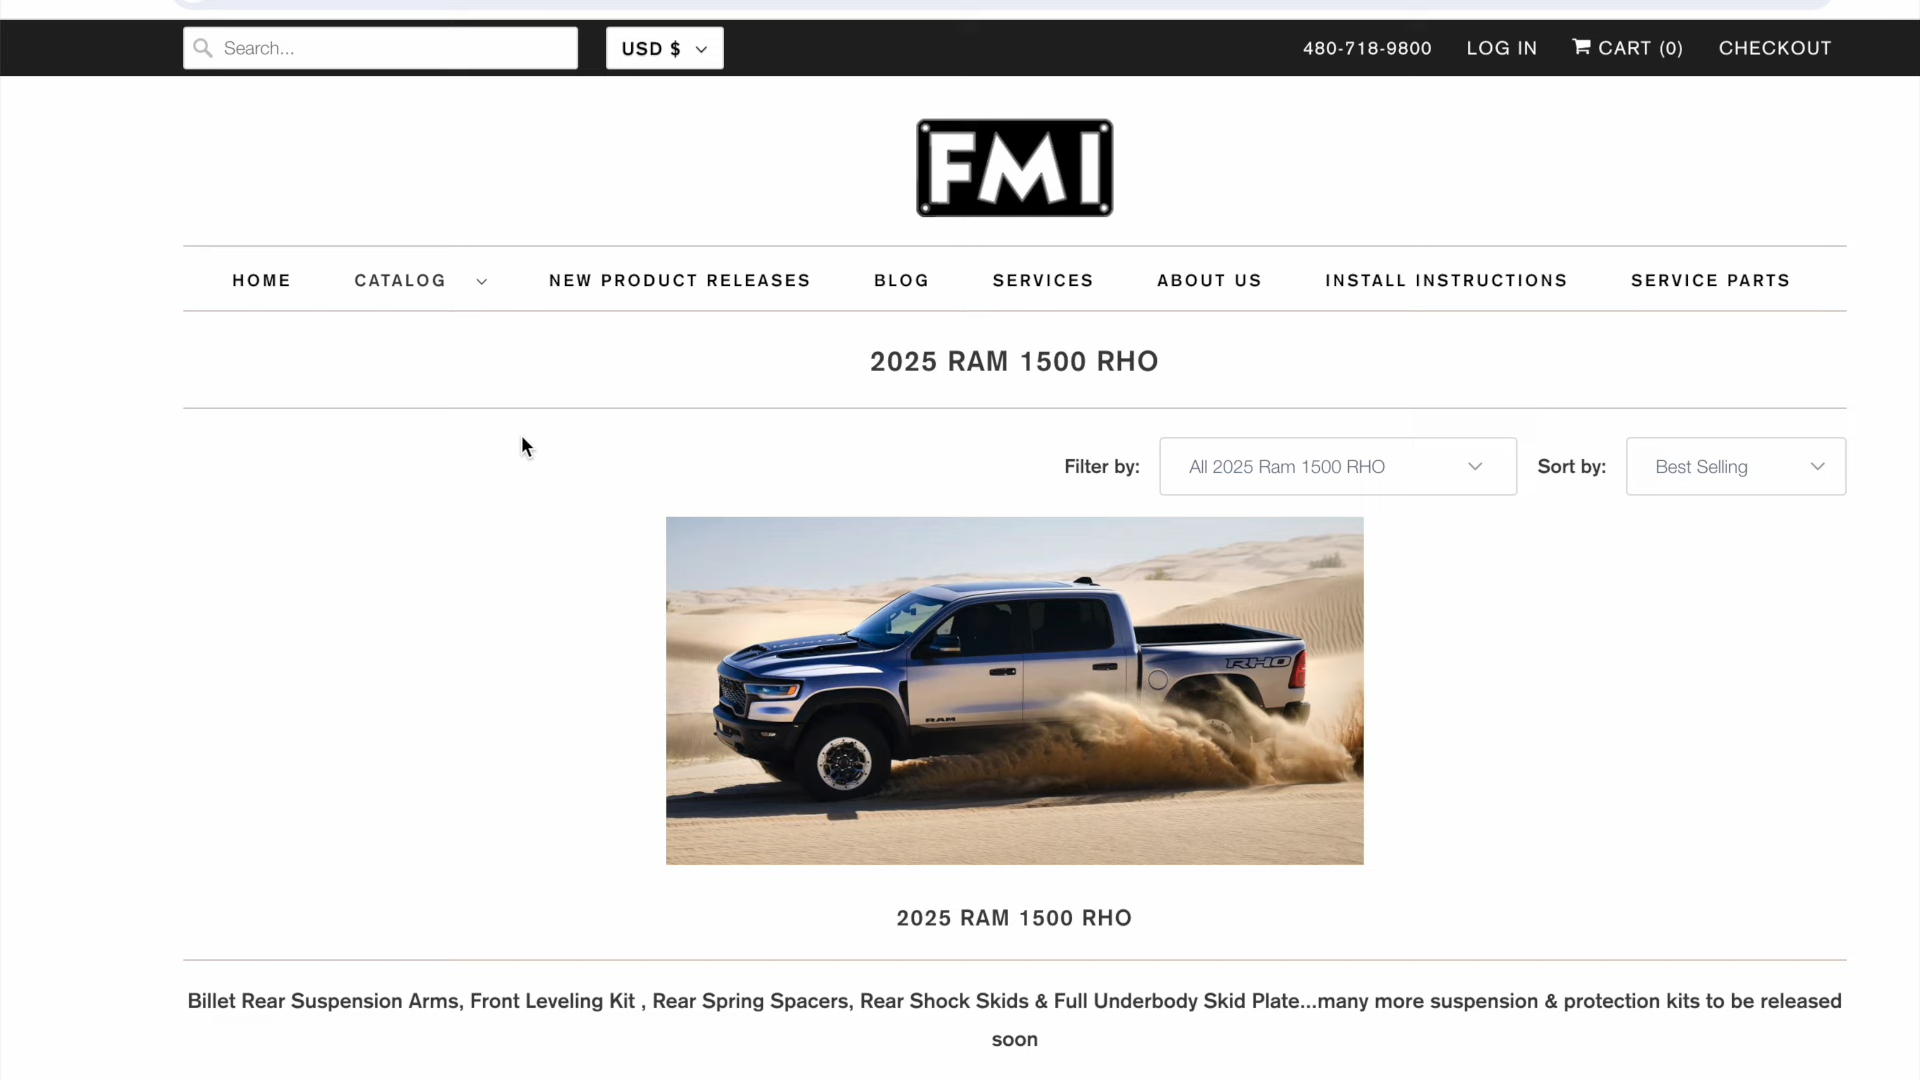 Search...
USD $
480-718-9800
LOG IN
CART (0)
CHECKOUT
FMI
HOME
CATALOG
NEW PRODUCT RELEASES
BLOG
SERVICES
ABOUT US
INSTALL INSTRUCTIONS
SERVICE PARTS
2025 RAM 1500 RHO
Filter by:
All 2025 Ram 1500 RHO
Sort by:
Best Selling
RHO
RAM
2025 RAM 1500 RHO
Billet Rear Suspension Arms, Front Leveling Kit , Rear Spring Spacers, Rear Shock Skids & Full Underbody Skid Plate...many more suspension & protection kits to be released
soon